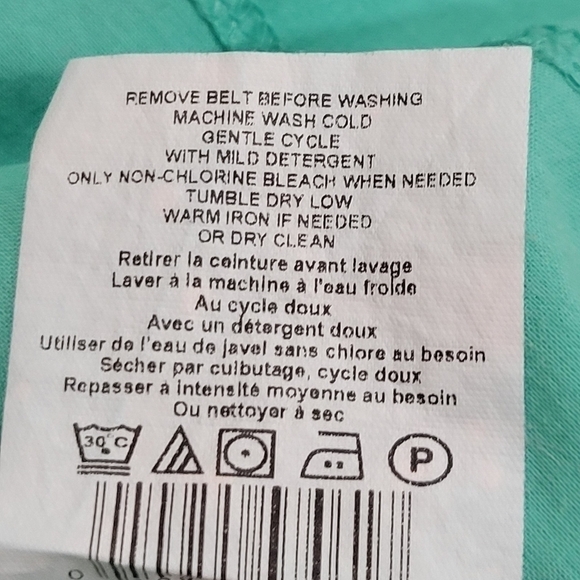 REMOVE BELT BEFORE WASHING
MACHINE WASH COLD
GENTLE CYCLE
WITH MILD DETERGENT
ONLY NON-CHLORINE BLEACH WHEN NEEDED
TUMBLE DRY LOW
WARM IRON IF NEEDED
OR DRY CLEAN
Retirer la ceinture avant lavage
Laver à la machine à l'eau froide
Au cycle doux
Avec un détergent doux
Utiliser de l'eau de javel sans chlore au besoin
Sécher par culbutage, cycle doux
Repasser à intensité moyenne au besoin
Ou nettoyer à sec
30°C P
0